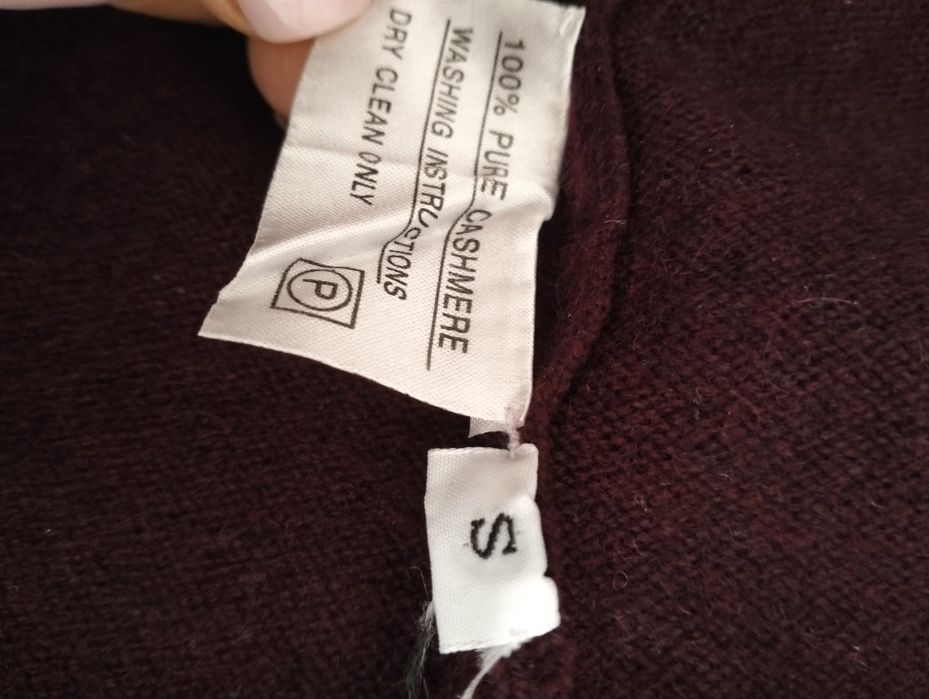 100% PURE CASHMERE
WASHING INSTRUCTIONS
DRY CLEAN ONLY
P
S